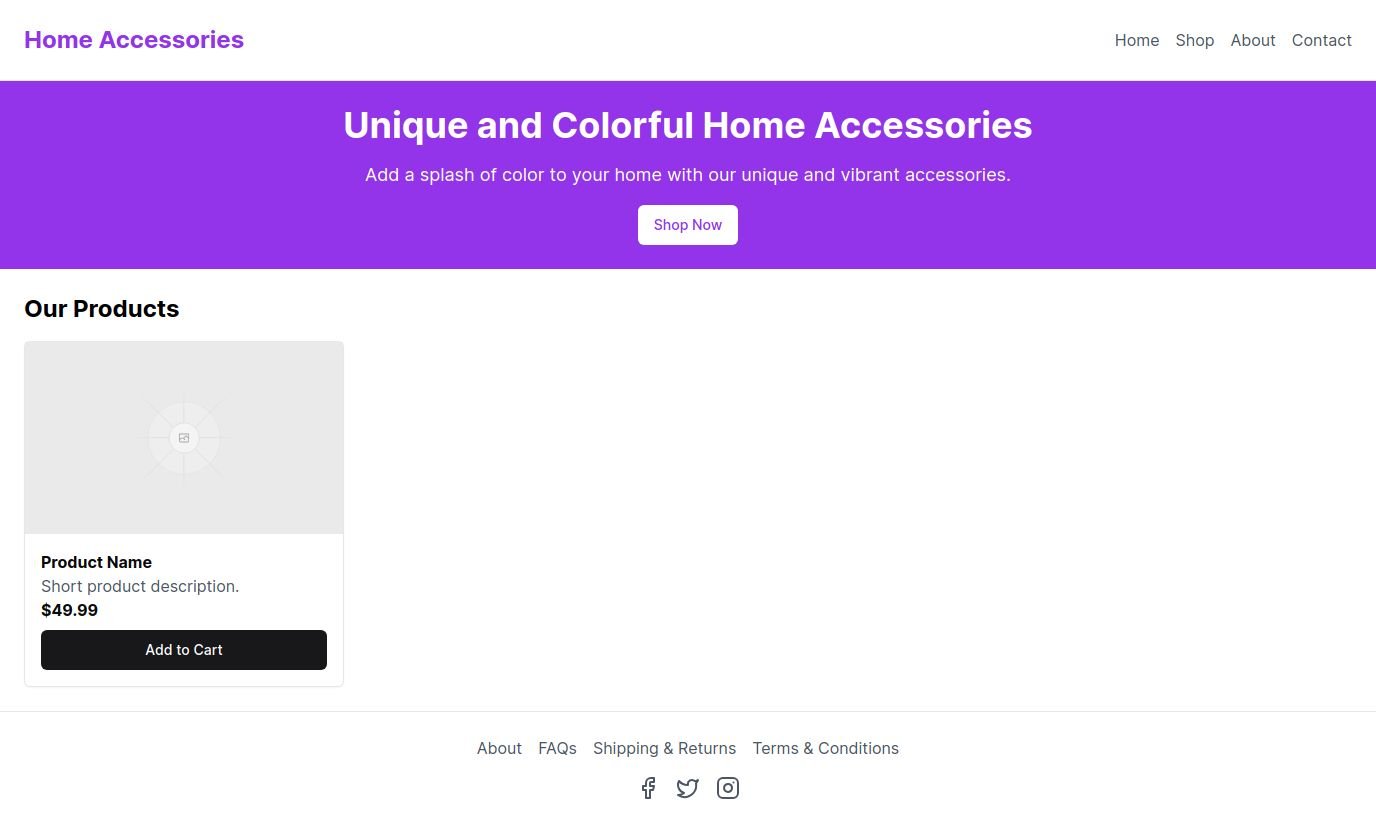 Home Accessories
Home Shop About Contact
Unique and Colorful Home Accessories
Add a splash of color to your home with our unique and vibrant accessories.
Shop Now
Our Products
Product Name
Short product description.
$49.99
Add to Cart
About FAQs Shipping & Returns Terms & Conditions